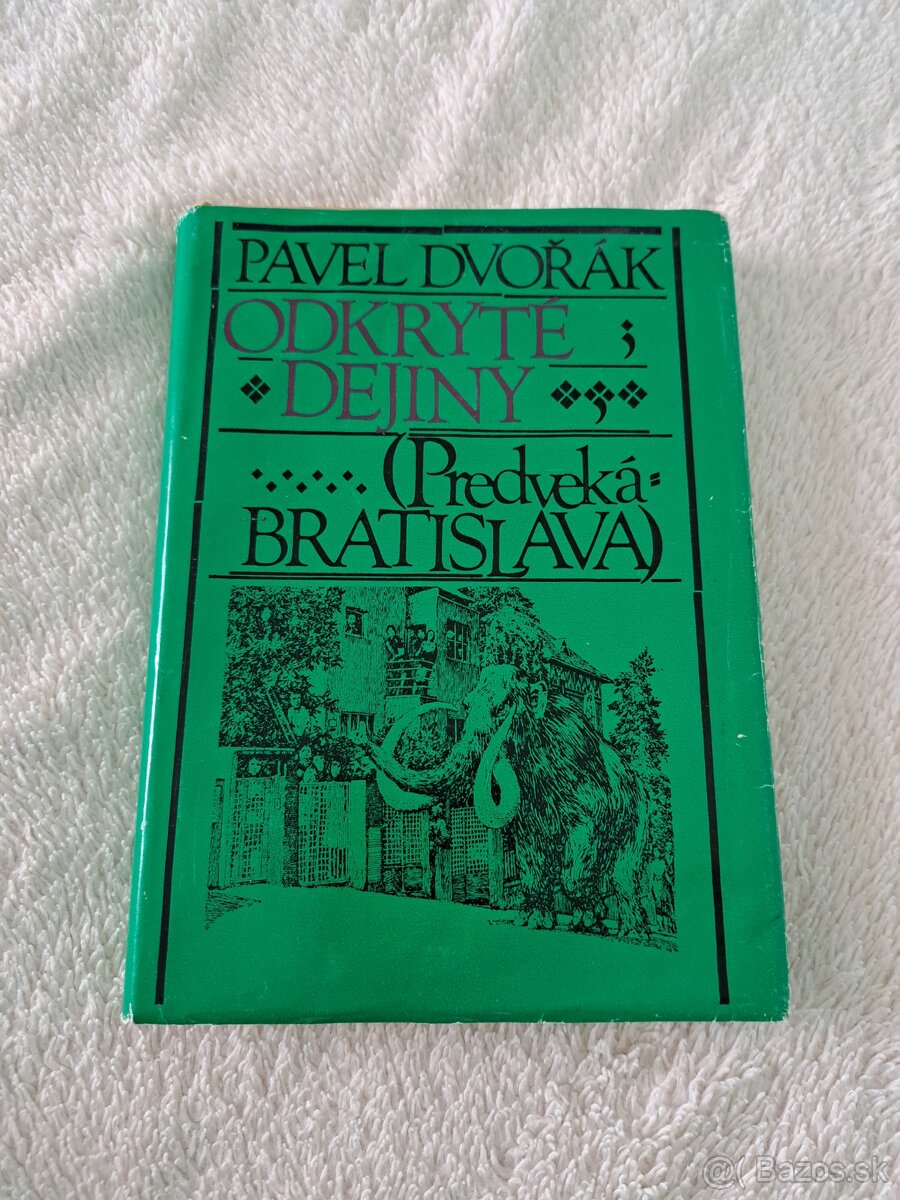 PAVEL DVOŘÁK
ODKRYTÉ
DEJINY
(Predveká
BRATISLAVA)
@( Bazos.sk